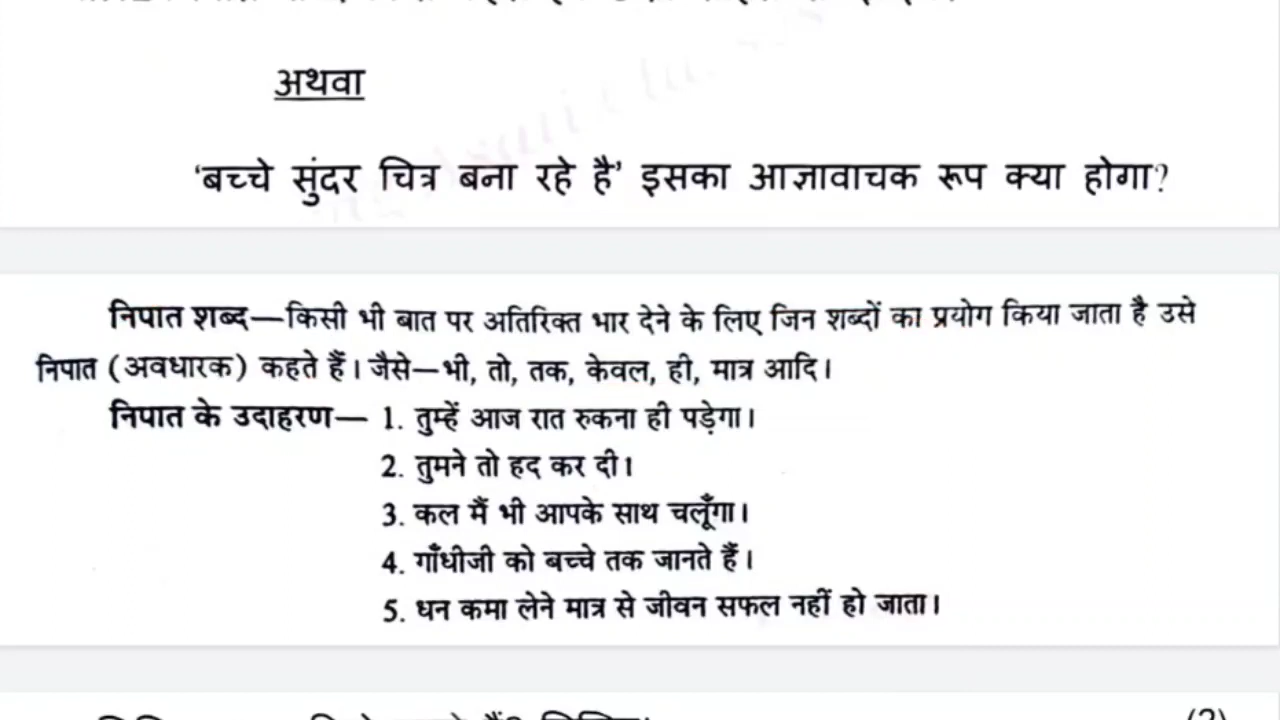 अथवा
‘बच्चे सुंदर चित्र बना रहे है’ इसका आज्ञावाचक रूप क्या होगा?
निपात शब्द—किसी भी बात पर अतिरिक्त भार देने के लिए जिन शब्दों का प्रयोग किया जाता है उसे
निपात (अवधारक) कहते हैं। जैसे—भी, तो, तक, केवल, ही, मात्र आदि।
निपात के उदाहरण— 1. तुम्हें आज रात रुकना ही पड़ेगा।
2. तुमने तो हद कर दी।
3. कल मैं भी आपके साथ चलूँगा।
4. गाँधीजी को बच्चे तक जानते हैं।
5. धन कमा लेने मात्र से जीवन सफल नहीं हो जाता।
(2)